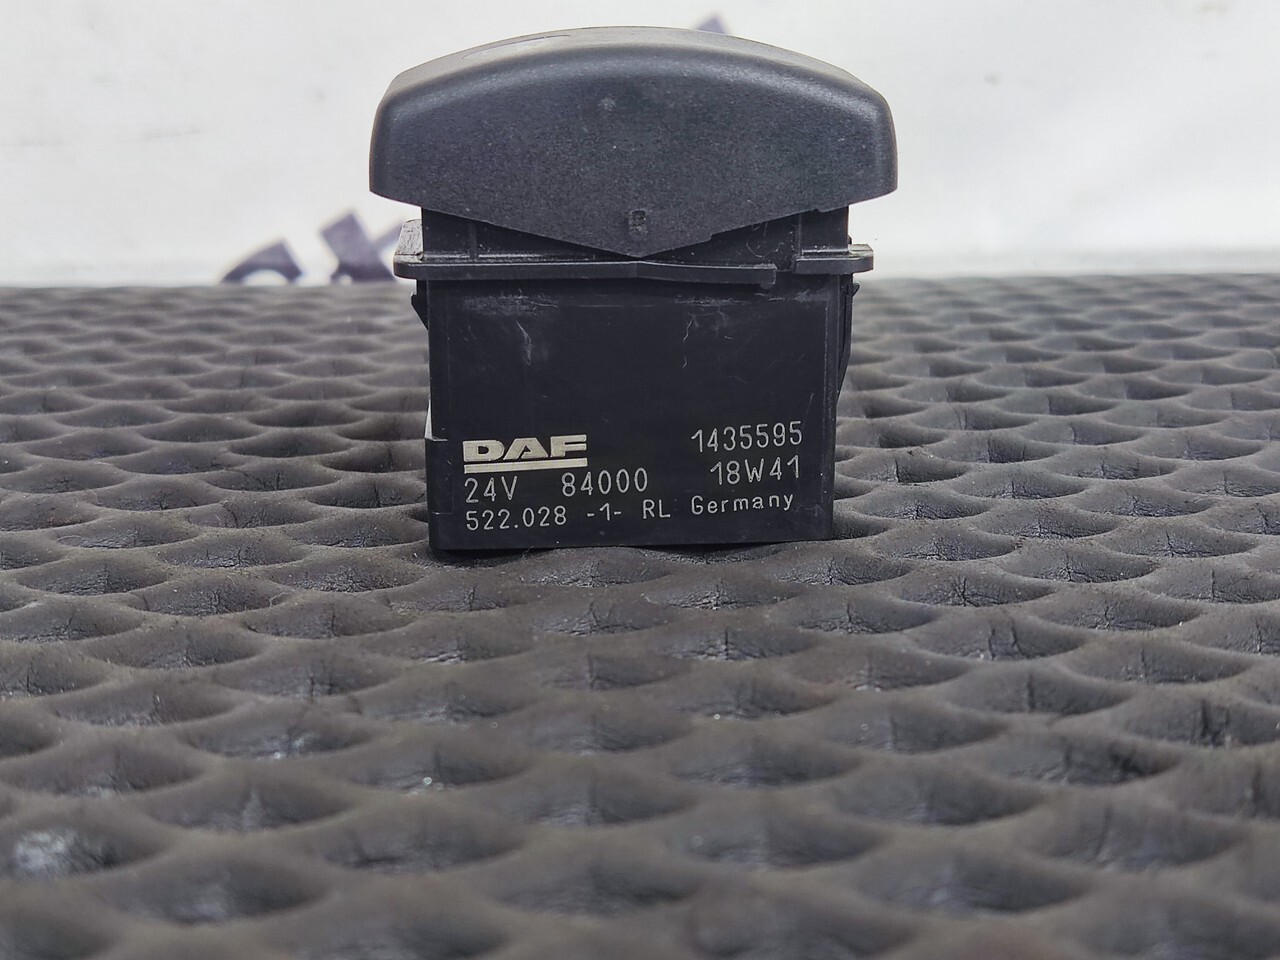 DAF 1435595
24V 84000 18W41
522.028 -1- RL Germany